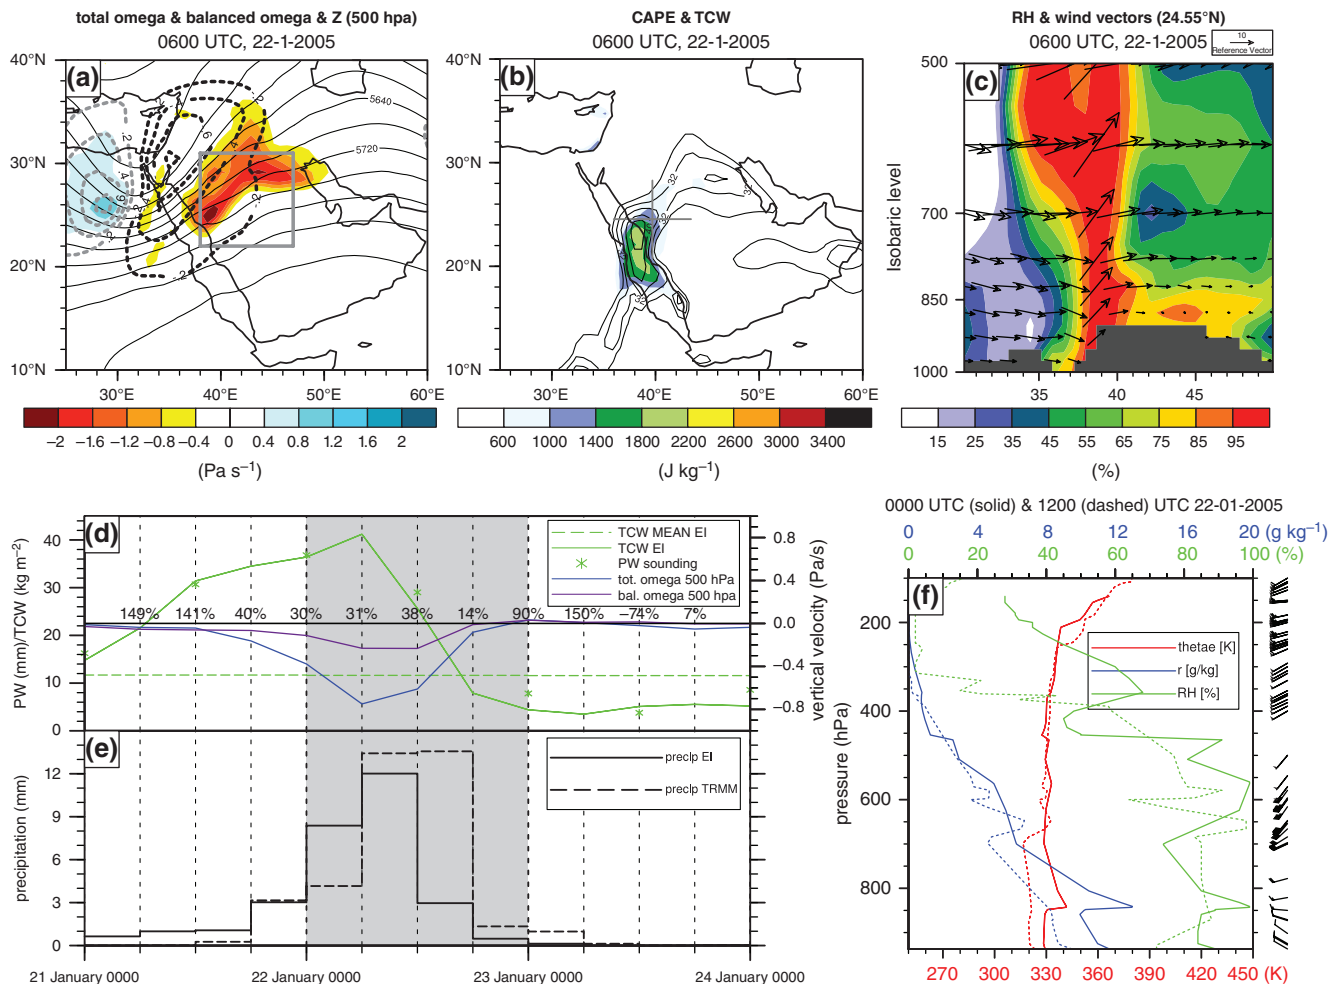 total omega & balanced omega & Z (500 hpa)
0600 UTC, 22-1-2005
(a)
5640
5720
40°N
30°N
20°N
10°N
30°E
40°E
50°E
60°E
−2 −1.6 −1.2 −0.8 −0.4 0 0.4 0.8 1.2 1.6 2
(Pa s−1)
CAPE & TCW
0600 UTC, 22-1-2005
(b)
32
32
32
32
40°N
30°N
20°N
10°N
30°E
40°E
50°E
60°E
600 1000 1400 1800 2200 2600 3000 3400
(J kg−1)
RH & wind vectors (24.55°N)
0600 UTC, 22-1-2005
10
Reference Vector
(c)
Isobaric level
500
700
850
1000
35 40 45
15 25 35 45 55 65 75 85 95
(%)
(d)
PW (mm)/TCW (kg m−2)
40
30
20
10
0
TCW MEAN EI
TCW EI
PW sounding
tot. omega 500 hPa
bal. omega 500 hpa
149% 141% 40% 30% 31% 38% 14% 90% 150% −74% 7%
0.8
0.4
0.0
−0.4
−0.8
vertical velocity (Pa/s)
(e)
precipitation (mm)
12
9
6
3
0
precip EI
precip TRMM
21 January 0000
22 January 0000
23 January 0000
24 January 0000
0000 UTC (solid) & 1200 (dashed) UTC 22-01-2005
0 4 8 12 16 20 (g kg−1)
0 20 40 60 80 100 (%)
(f)
pressure (hPa)
200
400
600
800
thetae [K]
r [g/kg]
RH [%]
270 300 330 360 390 420 450 (K)